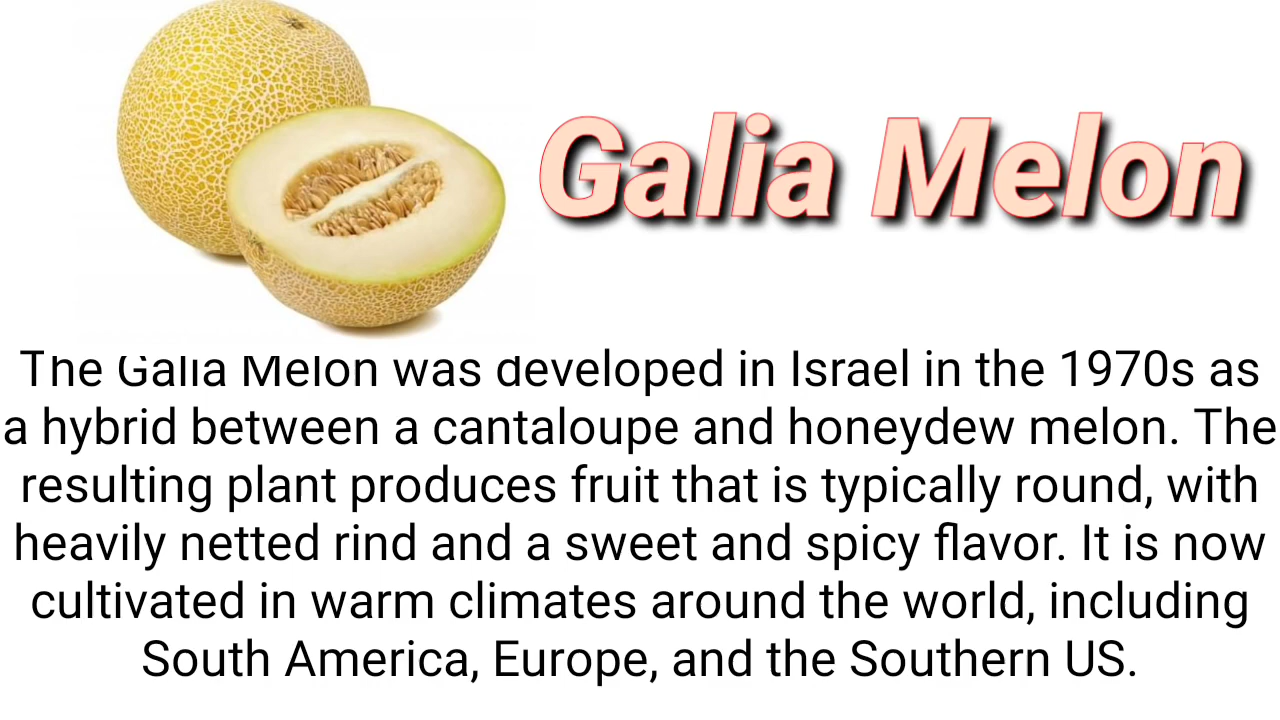 Galia Melon
The Galia Melon was developed in Israel in the 1970s as
a hybrid between a cantaloupe and honeydew melon. The
resulting plant produces fruit that is typically round, with
heavily netted rind and a sweet and spicy flavor. It is now
cultivated in warm climates around the world, including
South America, Europe, and the Southern US.